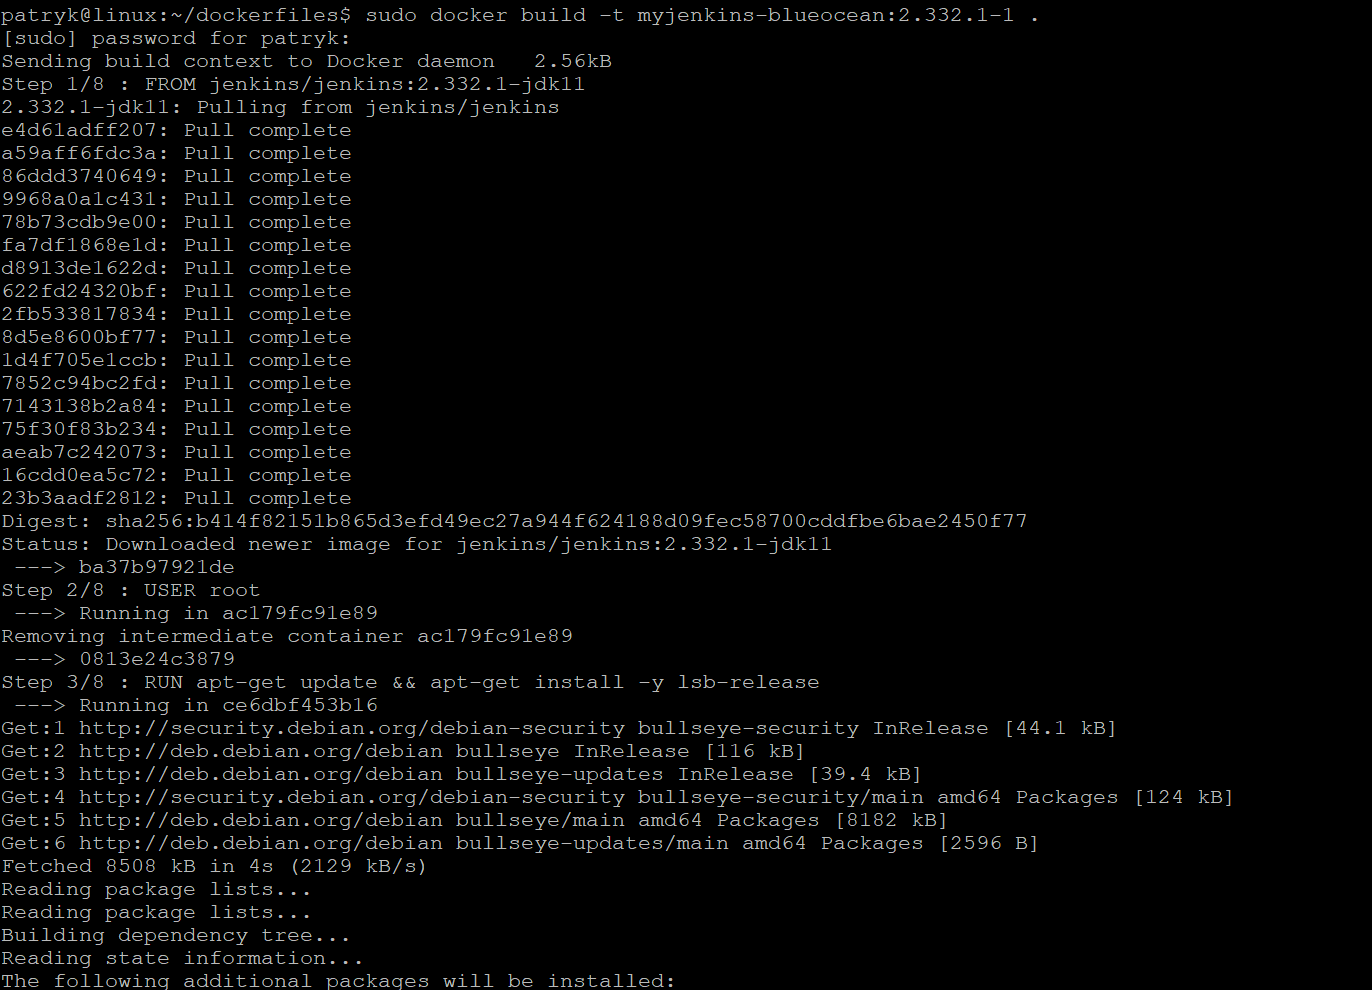 patryk@linux:~/dockerfiles$ sudo docker build -t myjenkins-blueocean:2.332.1-1 .
[sudo] password for patryk:
Sending build context to Docker daemon   2.56kB
Step 1/8 : FROM jenkins/jenkins:2.332.1-jdk11
2.332.1-jdk11: Pulling from jenkins/jenkins
e4d61adff207: Pull complete
a59aff6fdc3a: Pull complete
86ddd3740649: Pull complete
9968a0a1c431: Pull complete
78b73cdb9e00: Pull complete
fa7df1868e1d: Pull complete
d8913de1622d: Pull complete
622fd24320bf: Pull complete
2fb533817834: Pull complete
8d5e8600bf77: Pull complete
1d4f705e1ccb: Pull complete
7852c94bc2fd: Pull complete
7143138b2a84: Pull complete
75f30f83b234: Pull complete
aeab7c242073: Pull complete
16cdd0ea5c72: Pull complete
23b3aadf2812: Pull complete
Digest: sha256:b414f82151b865d3efd49ec27a944f624188d09fec58700cddfbe6bae2450f77
Status: Downloaded newer image for jenkins/jenkins:2.332.1-jdk11
 ---> ba37b97921de
Step 2/8 : USER root
 ---> Running in ac179fc91e89
Removing intermediate container ac179fc91e89
 ---> 0813e24c3879
Step 3/8 : RUN apt-get update && apt-get install -y lsb-release
 ---> Running in ce6dbf453b16
Get:1 http://security.debian.org/debian-security bullseye-security InRelease [44.1 kB]
Get:2 http://deb.debian.org/debian bullseye InRelease [116 kB]
Get:3 http://deb.debian.org/debian bullseye-updates InRelease [39.4 kB]
Get:4 http://security.debian.org/debian-security bullseye-security/main amd64 Packages [124 kB]
Get:5 http://deb.debian.org/debian bullseye/main amd64 Packages [8182 kB]
Get:6 http://deb.debian.org/debian bullseye-updates/main amd64 Packages [2596 B]
Fetched 8508 kB in 4s (2129 kB/s)
Reading package lists...
Reading package lists...
Building dependency tree...
Reading state information...
The following additional packages will be installed: